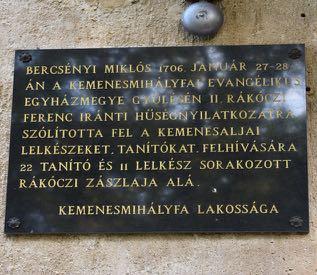 BERCSÉNYI MIKLÓS 1706. JANUÁR 27-28
ÁN A KEMENESMIHÁLYFAI EVANGÉLIKUS
EGYHÁZMEGYE GYŰLÉSÉN II. RÁKÓCZI
FERENC IRÁNTI HŰSÉGNYILATKOZATRA
SZÓLÍTOTTA FEL A KEMENESALJAI
LELKÉSZEKET, TANÍTÓKAT. FELHÍVÁSÁRA
22 TANÍTÓ ÉS 11 LELKÉSZ SORAKOZOTT
RÁKÓCZI ZÁSZLAJA ALÁ.
KEMENESMIHÁLYFA LAKOSSÁGA